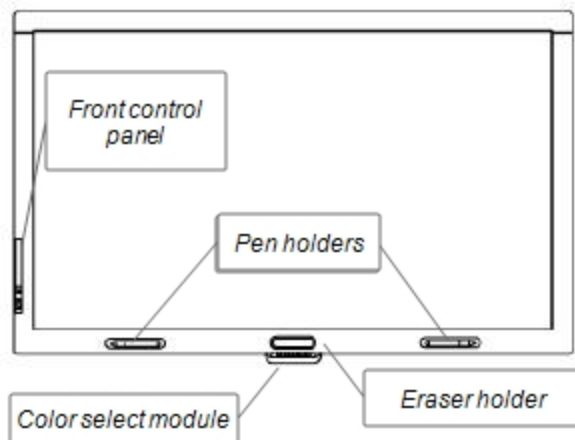 Front control
panel
Pen holders
Eraser holder
Color select module